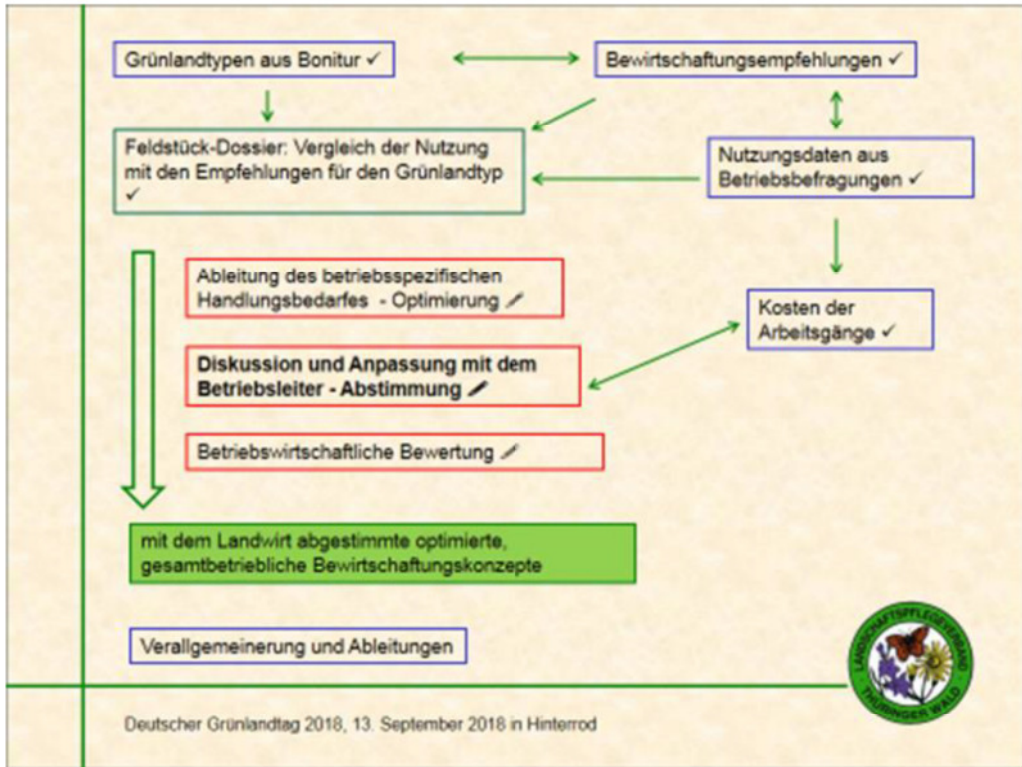 Grünlandtypen aus Bonitur ✓
Bewirtschaftungsempfehlungen ✓
Feldstück-Dossier: Vergleich der Nutzung
mit den Empfehlungen für den Grünlandtyp
✓
Nutzungsdaten aus
Betriebsbefragungen ✓
Ableitung des betriebsspezifischen
Handlungsbedarfes - Optimierung
Kosten der
Arbeitsgänge ✓
Diskussion und Anpassung mit dem
Betriebsleiter - Abstimmung
Betriebswirtschaftliche Bewertung
mit dem Landwirt abgestimmte optimierte,
gesamtbetriebliche Bewirtschaftungskonzepte
Verallgemeinerung und Ableitungen
LANDSCHAFTSPFLEGEVERBAND
THÜRINGER WALD
Deutscher Grünlandtag 2018, 13. September 2018 in Hinterrod